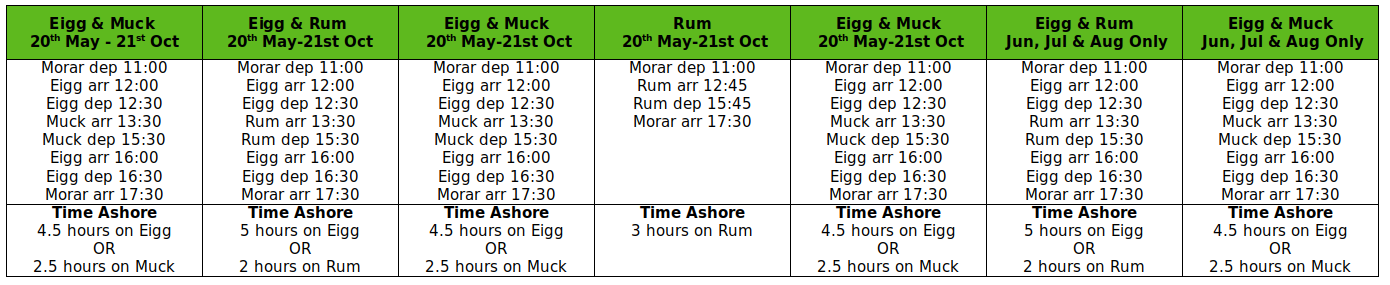 Eigg & Muck
20th May - 21st Oct
Morar dep 11:00
Eigg arr 12:00
Eigg dep 12:30
Muck arr 13:30
Muck dep 15:30
Eigg arr 16:00
Eigg dep 16:30
Morar arr 17:30
Time Ashore
4.5 hours on Eigg
OR
2.5 hours on Muck
Eigg & Rum
20th May-21st Oct
Morar dep 11:00
Eigg arr 12:00
Eigg dep 12:30
Rum arr 13:30
Rum dep 15:30
Eigg arr 16:00
Eigg dep 16:30
Morar arr 17:30
Time Ashore
5 hours on Eigg
OR
2 hours on Rum
Eigg & Muck
20th May-21st Oct
Morar dep 11:00
Eigg arr 12:00
Eigg dep 12:30
Muck arr 13:30
Muck dep 15:30
Eigg arr 16:00
Eigg dep 16:30
Morar arr 17:30
Time Ashore
4.5 hours on Eigg
OR
2.5 hours on Muck
Rum
20th May-21st Oct
Morar dep 11:00
Rum arr 12:45
Rum dep 15:45
Morar arr 17:30
Time Ashore
3 hours on Rum
Eigg & Muck
20th May-21st Oct
Morar dep 11:00
Eigg arr 12:00
Eigg dep 12:30
Muck arr 13:30
Muck dep 15:30
Eigg arr 16:00
Eigg dep 16:30
Morar arr 17:30
Time Ashore
4.5 hours on Eigg
OR
2.5 hours on Muck
Eigg & Rum
Jun, Jul & Aug Only
Morar dep 11:00
Eigg arr 12:00
Eigg dep 12:30
Rum arr 13:30
Rum dep 15:30
Eigg arr 16:00
Eigg dep 16:30
Morar arr 17:30
Time Ashore
5 hours on Eigg
OR
2 hours on Rum
Eigg & Muck
Jun, Jul & Aug Only
Morar dep 11:00
Eigg arr 12:00
Eigg dep 12:30
Muck arr 13:30
Muck dep 15:30
Eigg arr 16:00
Eigg dep 16:30
Morar arr 17:30
Time Ashore
4.5 hours on Eigg
OR
2.5 hours on Muck